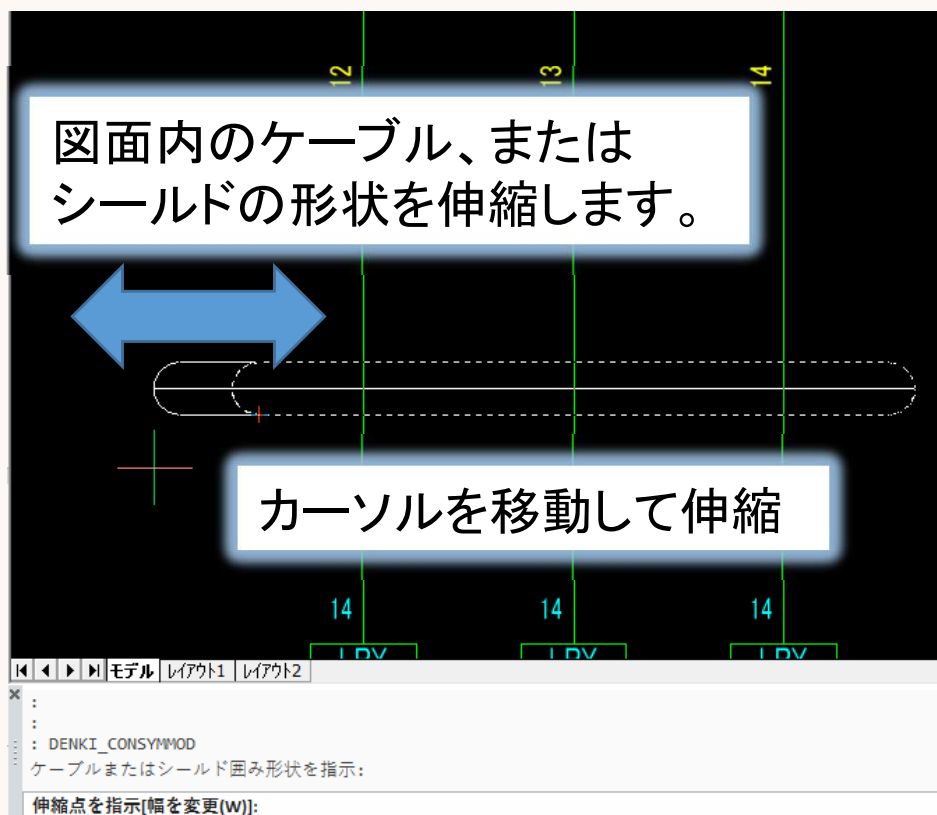 12 13 14
図面内のケーブル、または
シールドの形状を伸縮します。
カーソルを移動して伸縮
14 14 14
モデル レイアウト1 レイアウト2
:
:
: DENKI_CONSYMMOD
ケーブルまたはシールド囲み形状を指示:
伸縮点を指示[幅を変更(W)]: